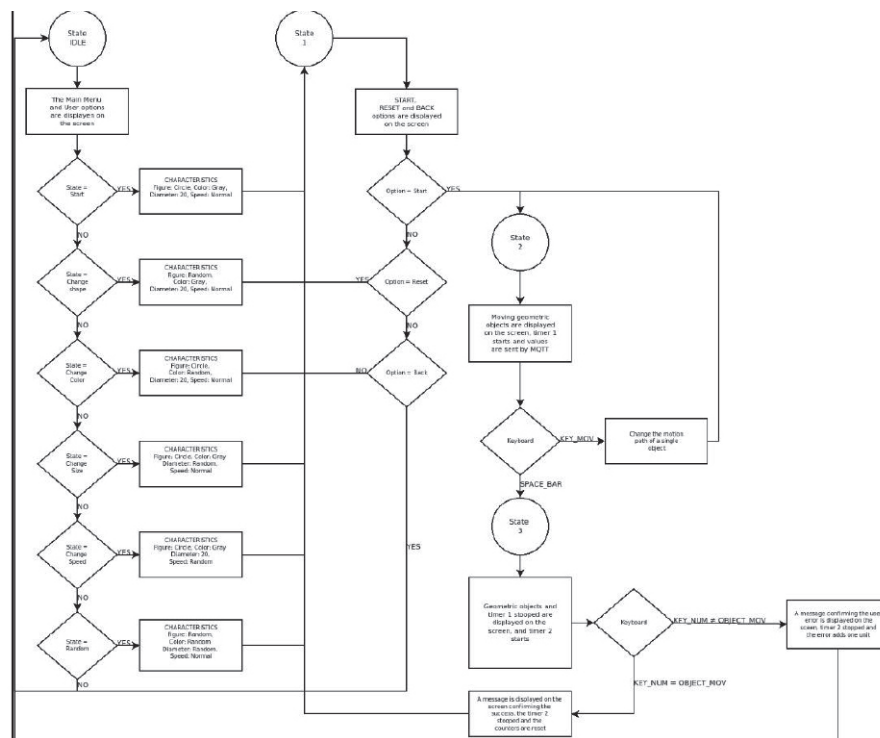 State
IDLE
The Main Menu
and User options
are displayed on
the screen
State =
Start
YES
CHARACTERISTICS
Figure: Circle, Color: Gray,
Diameter: 20, Speed: Normal
NO
State =
Change
shape
YES
CHARACTERISTICS
Figure: Random,
Color: Gray,
Diameter: 20, Speed: Normal
NO
State =
Change
Color
YES
CHARACTERISTICS
Figure: Circle,
Color: Random,
Diameter: 20, Speed: Normal
NO
State =
Change
Size
YES
CHARACTERISTICS
Figure: Circle, Color: Gray
Diameter: Random,
Speed: Normal
NO
State =
Change
Speed
YES
CHARACTERISTICS
Figure: Circle, Color: Gray
Diameter: 20,
Speed: Random
NO
State =
Random
YES
CHARACTERISTICS
Figure: Random,
Color: Random
Diameter: Random,
Speed: Normal
NO
State
1
START,
RESET and BACK
options are displayed
on the screen
Option = Start
YES
NO
Option = Reset
YES
NO
Option = Back
NO
YES
State
2
Moving geometric
objects are displayed
on the screen, timer 1
starts and values
are sent by MQTT
Keyboard
KEY_MOV
Change the motion
path of a single
object
SPACE_BAR
State
3
Geometric objects and
timer 1 stopped are
displayed on the
screen, and timer 2
starts
Keyboard
KEY_NUM ≠ OBJECT_MOV
A message confirming the user
error is displayed on the
screen, timer 2 stopped and
the error adds one unit
KEY_NUM = OBJECT_MOV
A message is displayed on the
screen confirming the
success, the timer 2
stopped and the
counters are reset